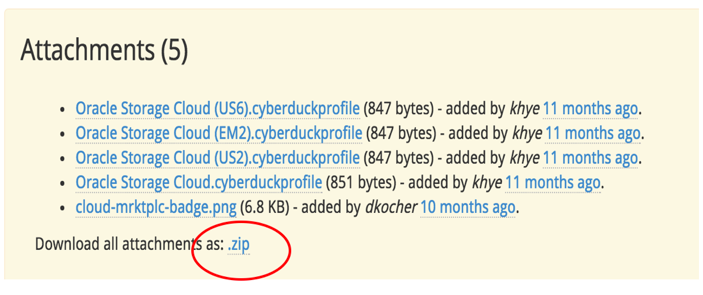 Attachments (5)
• Oracle Storage Cloud (US6).cyberduckprofile (847 bytes) - added by khye 11 months ago.
• Oracle Storage Cloud (EM2).cyberduckprofile (847 bytes) - added by khye 11 months ago.
• Oracle Storage Cloud (US2).cyberduckprofile (847 bytes) - added by khye 11 months ago.
• Oracle Storage Cloud.cyberduckprofile (851 bytes) - added by khye 11 months ago.
• cloud-mrktplc-badge.png (6.8 KB) - added by dkocher 10 months ago.
Download all attachments as: .zip